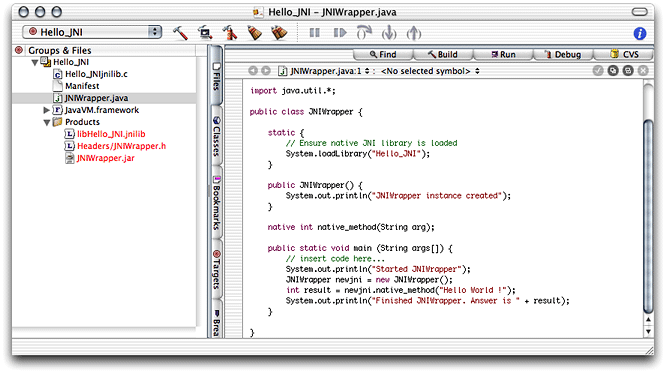 Hello_JNI – JNIWrapper.java
Hello_JNI
Find
Build
Run
Debug
CVS
Groups & Files
Hello_JNI
Hello_JNIjnilib.c
Manifest
JNIWrapper.java
JavaVM.framework
Products
libHello_JNI.jnilib
Headers/JNIWrapper.h
JNIWrapper.jar
Files
Classes
Bookmarks
Targets
Brea
JNIWrapper.java:1 : <No selected symbol>
import java.util.*;
public class JNIWrapper {
static {
// Ensure native JNI library is loaded
System.loadLibrary("Hello_JNI");
}
public JNIWrapper() {
System.out.println("JNIWrapper instance created");
}
native int native_method(String arg);
public static void main (String args[]) {
// insert code here...
System.out.println("Started JNIWrapper");
JNIWrapper newjni = new JNIWrapper();
int result = newjni.native_method("Hello World !");
System.out.println("Finished JNIWrapper. Answer is " + result);
}
}